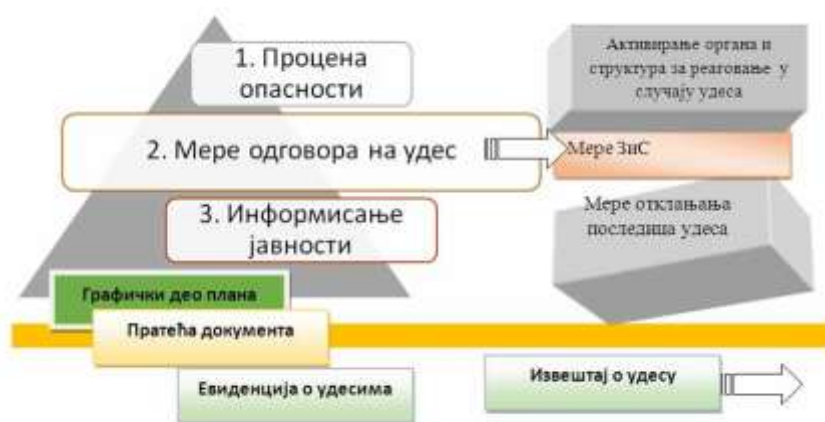 1. Процена
опасности
2. Мере одговора на удес
3. Информисање
јавности
Активирање органа и
структура за реаговање у
случају удеса
Мере ЗиС
Мере отклањања
последица удеса
Графички део плана
Пратећа документа
Евиденција о удесима
Извештај о удесу